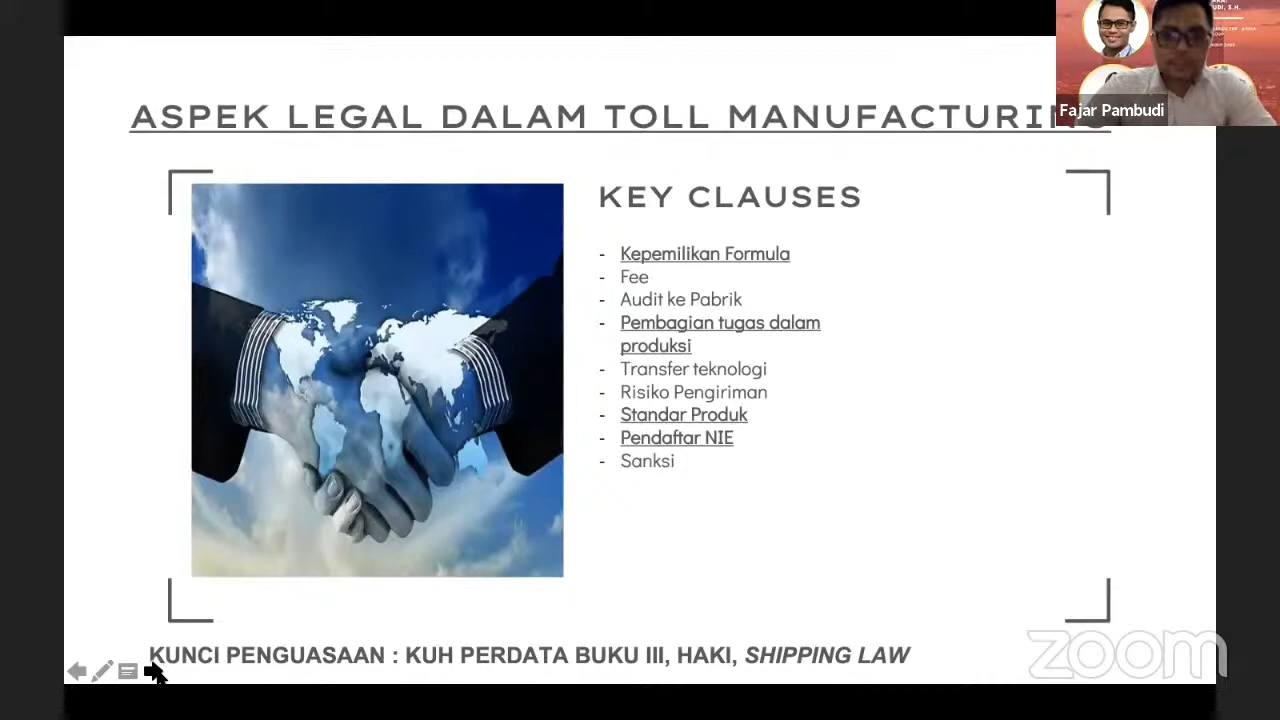 UDI, S.H.
Fajar Pambudi
ASPEK LEGAL DALAM TOLL MANUFACTURING
KEY CLAUSES
- Kepemilikan Formula
- Fee
- Audit ke Pabrik
- Pembagian tugas dalam
produksi
- Transfer teknologi
- Risiko Pengiriman
- Standar Produk
- Pendaftar NIE
- Sanksi
KUNCI PENGUASAAN : KUH PERDATA BUKU III, HAKI, SHIPPING LAW
zoom